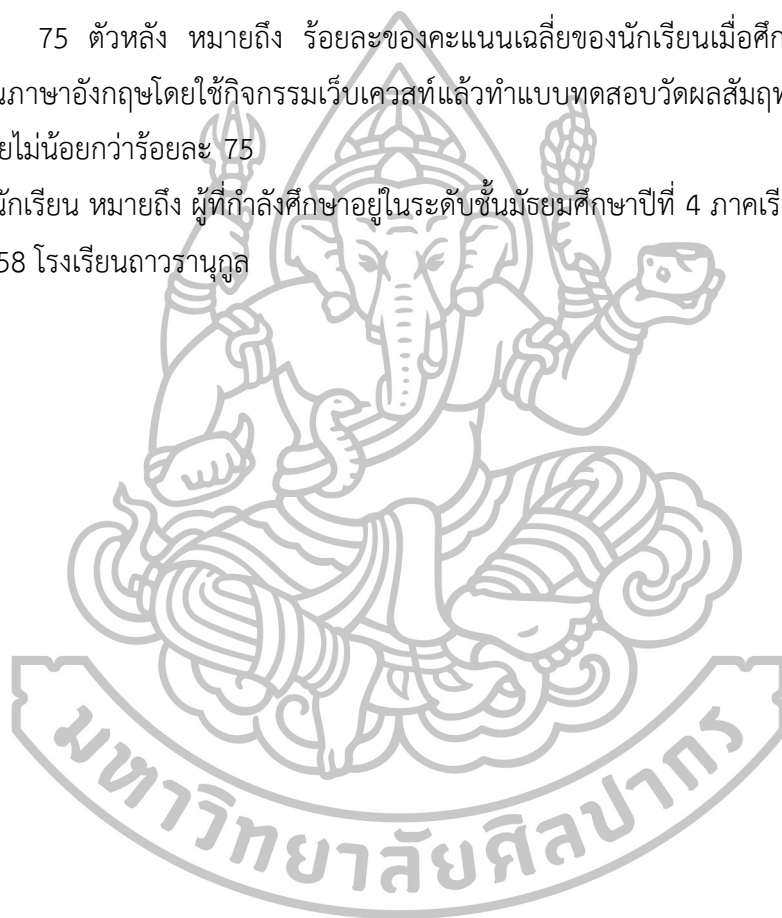 75 ตัวหลัง หมายถึง ร้อยละของคะแนนเฉลี่ยของนักเรียนเมื่อศึก
นภาษาอังกฤษโดยใช้กิจกรรมเว็บเควสท์แล้วทำแบบทดสอบวัดผลสัมฤท
ยไม่น้อยกว่าร้อยละ 75
นักเรียน หมายถึง ผู้ที่กำลังศึกษาอยู่ในระดับชั้นมัธยมศึกษาปีที่ 4 ภาคเรี
58 โรงเรียนถาวรานุกูล
มหาวิทยาลัยศิลปากร